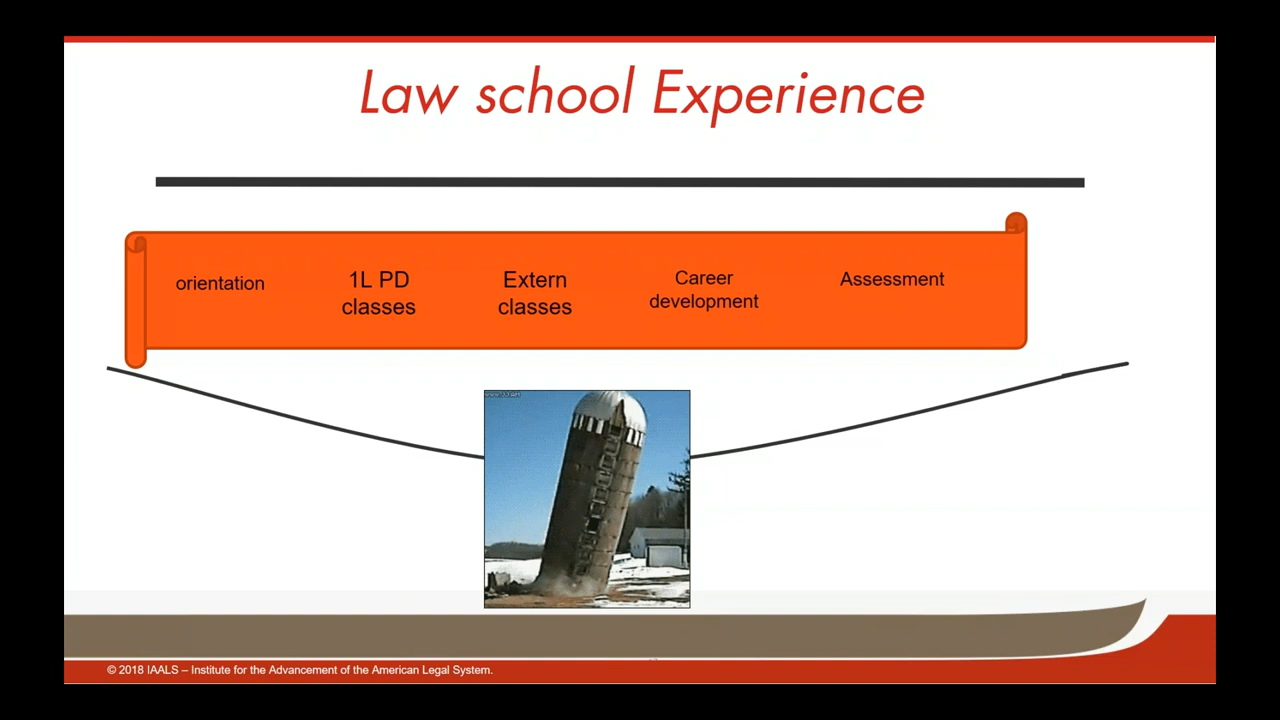 Law school Experience
orientation
1L PD
classes
Extern
classes
Career
development
Assessment
© 2018 IAALS – Institute for the Advancement of the American Legal System.